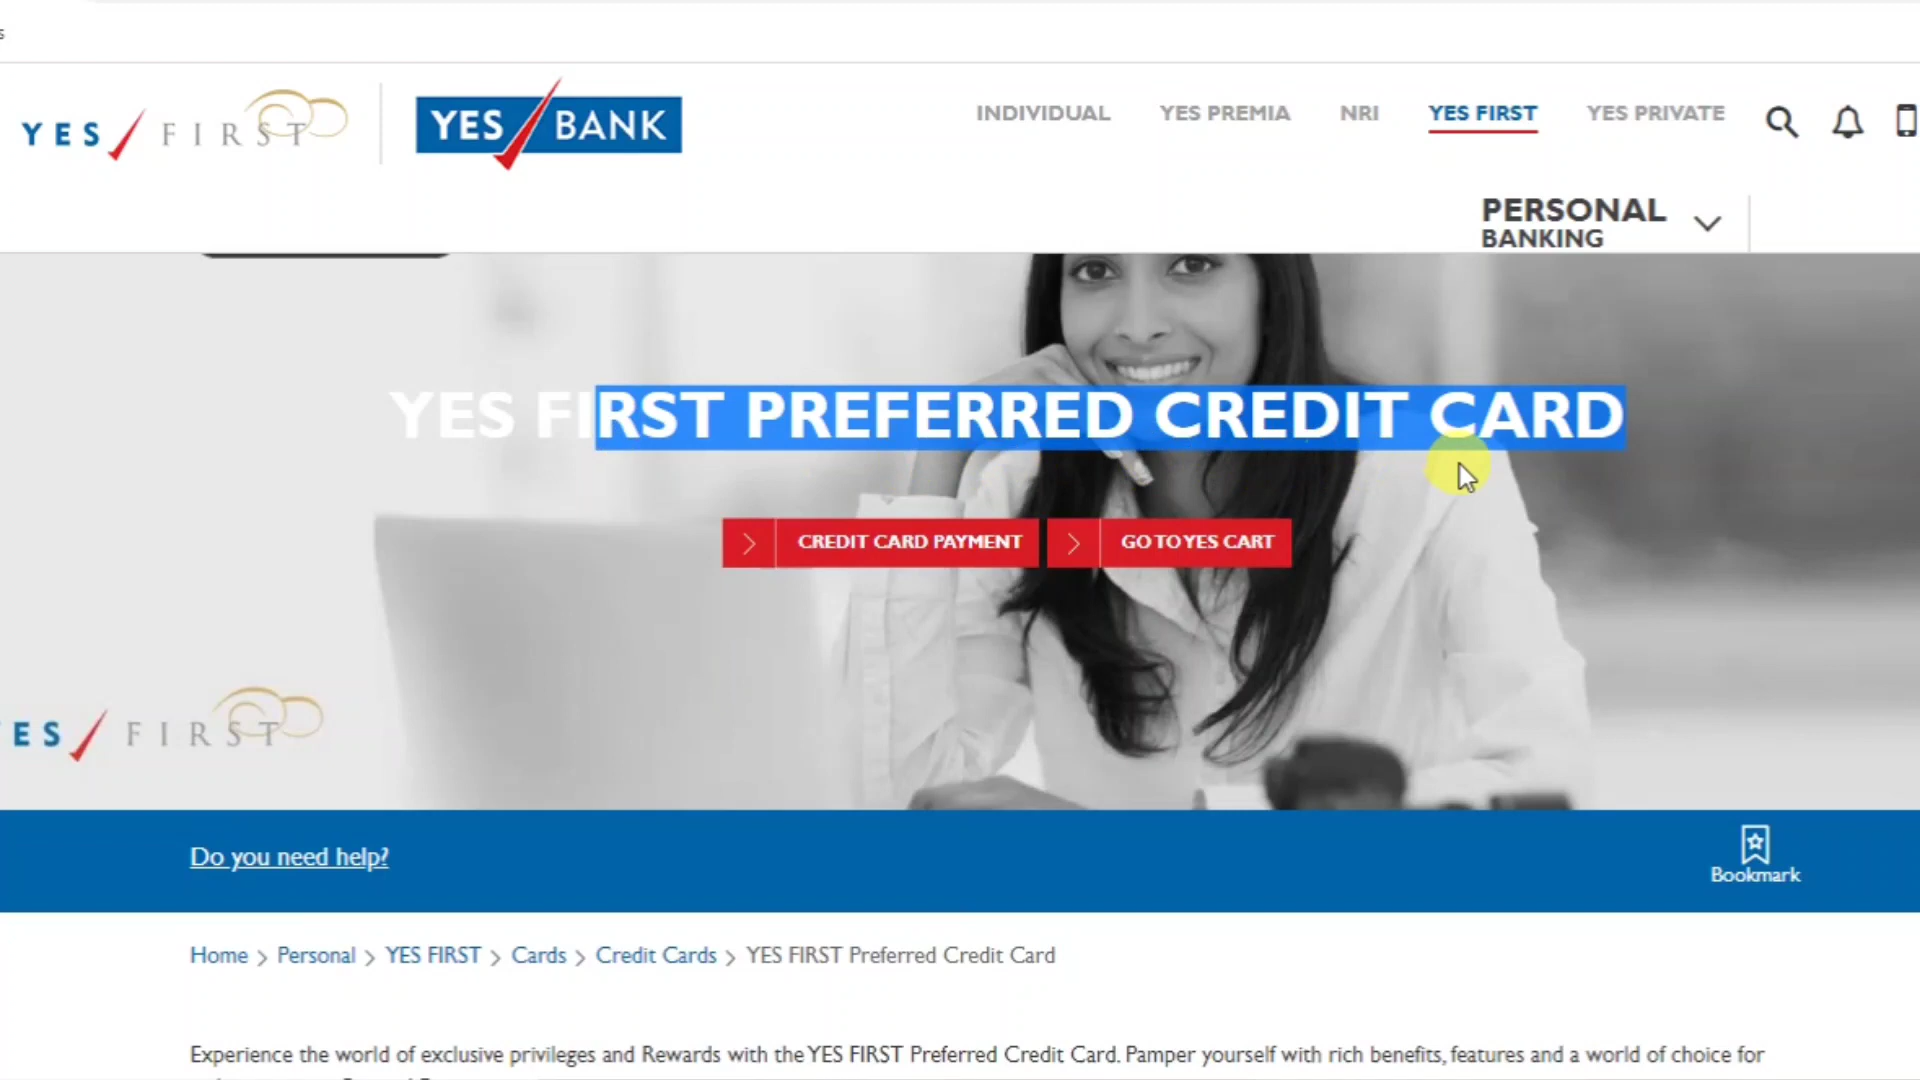 s
YES FIRST
YES BANK
INDIVIDUAL YES PREMIA NRI YES FIRST YES PRIVATE
PERSONAL
BANKING
YES FIRST PREFERRED CREDIT CARD
CREDIT CARD PAYMENT
GO TO YES CART
YES FIRST
Do you need help?
Bookmark
Home > Personal > YES FIRST > Cards > Credit Cards > YES FIRST Preferred Credit Card
Experience the world of exclusive privileges and Rewards with the YES FIRST Preferred Credit Card. Pamper yourself with rich benefits, features and a world of choice for